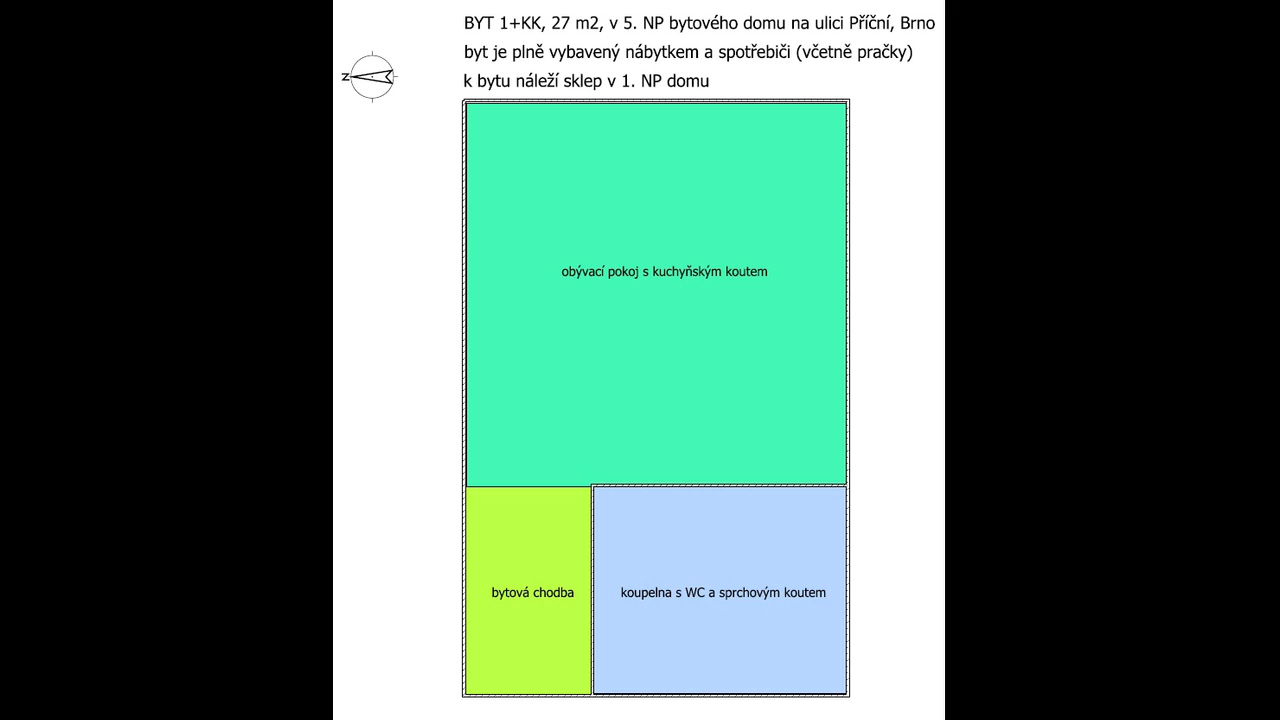 BYT 1+KK, 27 m2, v 5. NP bytového domu na ulici Příční, Brno
byt je plně vybavený nábytkem a spotřebiči (včetně pračky)
k bytu náleží sklep v 1. NP domu
Z
obývací pokoj s kuchyňským koutem
bytová chodba
koupelna s WC a sprchovým koutem